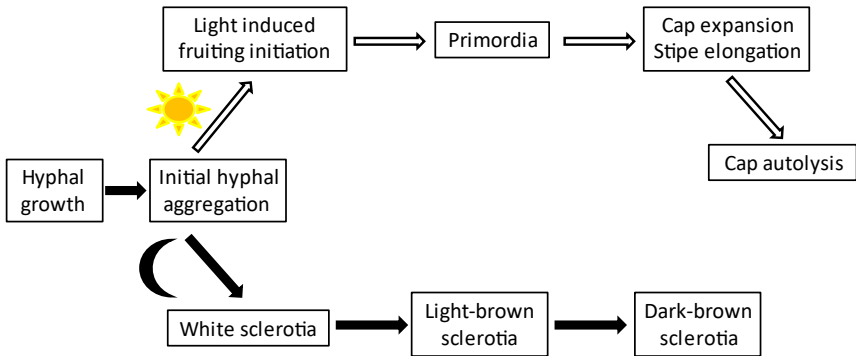 Light induced
fruiting initiation
Primordia
Cap expansion
Stipe elongation
Cap autolysis
Hyphal
growth
Initial hyphal
aggregation
White sclerotia
Light-brown
sclerotia
Dark-brown
sclerotia